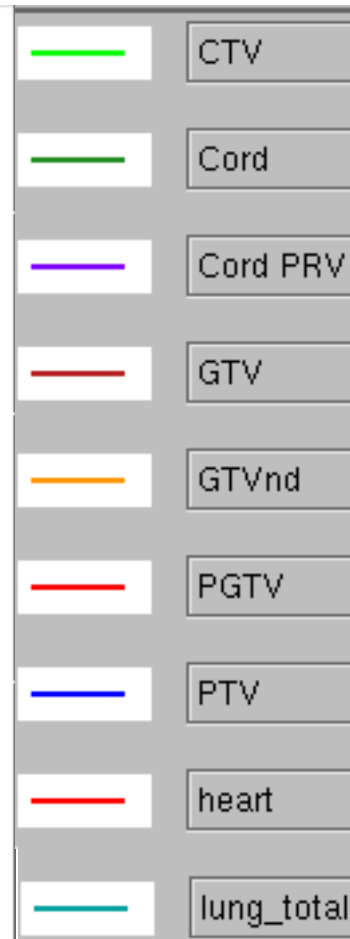 CTV
Cord
Cord PRV
GTV
GTVnd
PGTV
PTV
heart
lung_total